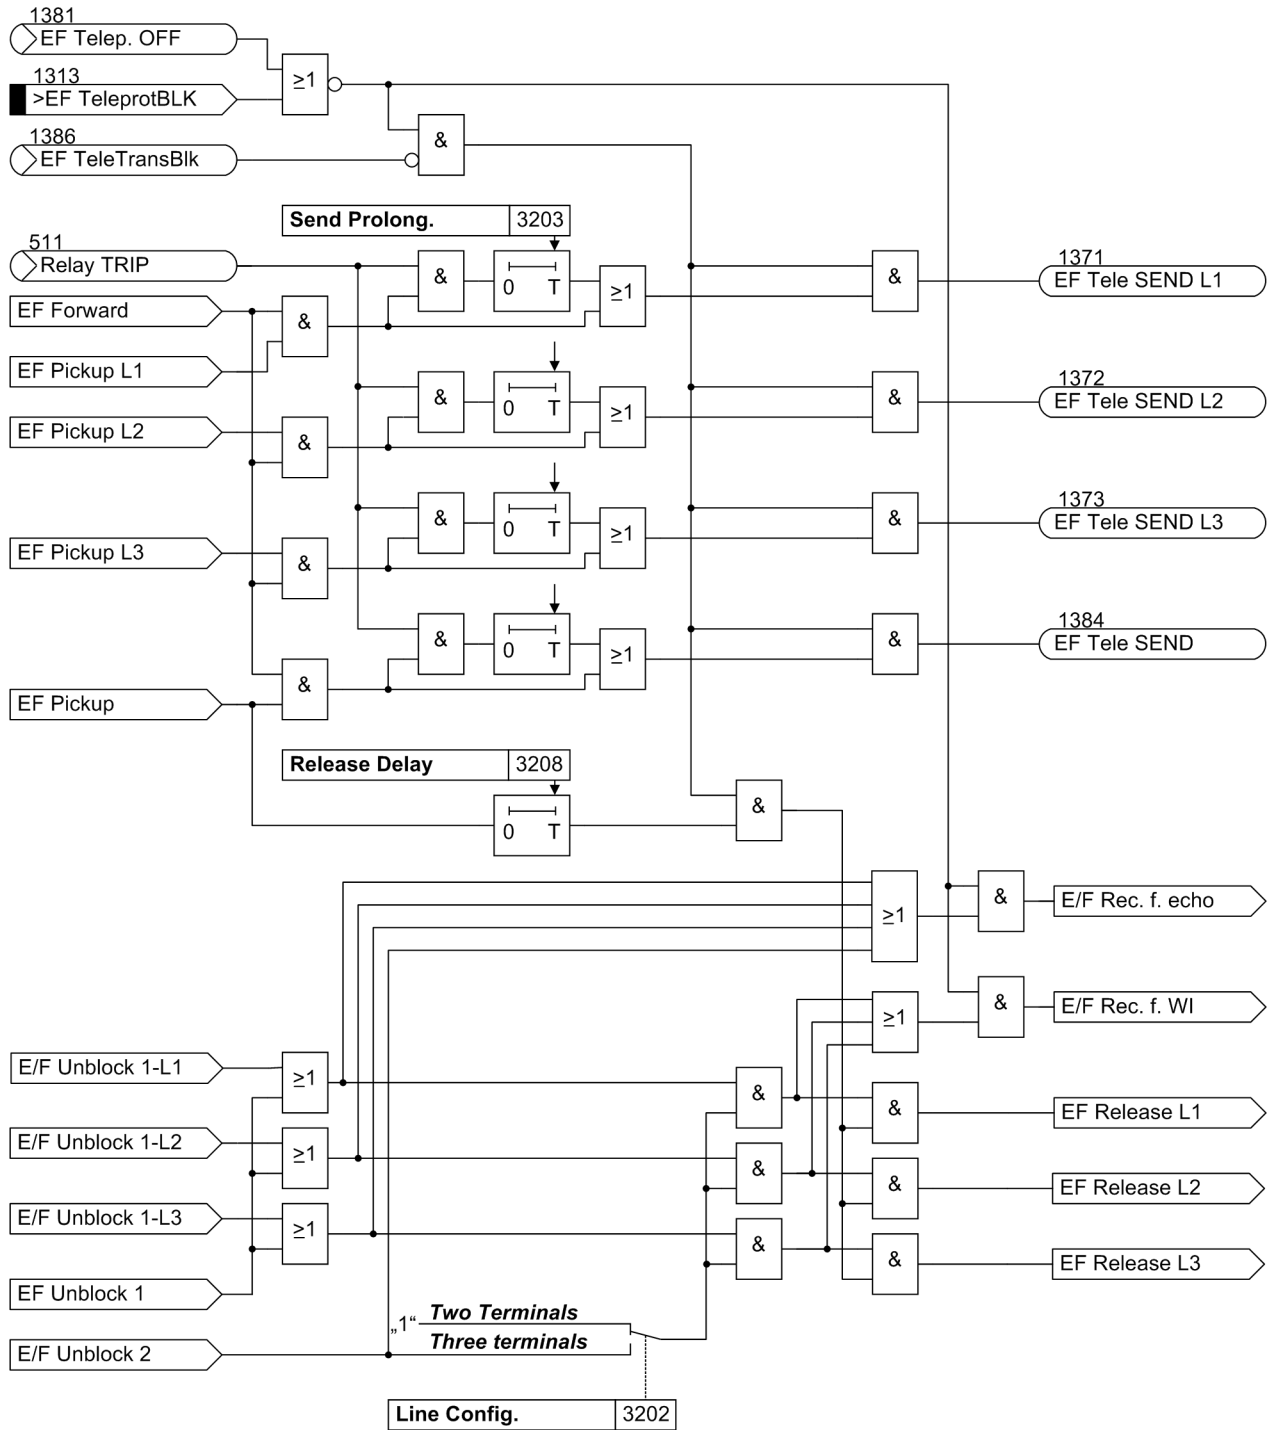 1381
EF Telep. OFF
≥1
1313
>EF TeleprotBLK
&
1386
EF TeleTransBlk
Send Prolong. 3203
511
Relay TRIP
&
0 T
≥1
&
1371
EF Tele SEND L1
EF Forward
&
EF Pickup L1
&
0 T
≥1
&
1372
EF Tele SEND L2
EF Pickup L2
&
&
0 T
≥1
&
1373
EF Tele SEND L3
EF Pickup L3
&
&
0 T
≥1
&
1384
EF Tele SEND
&
EF Pickup
Release Delay 3208
0 T
&
≥1
&
E/F Rec. f. echo
≥1
&
E/F Rec. f. WI
E/F Unblock 1-L1
≥1
&
&
EF Release L1
E/F Unblock 1-L2
≥1
&
&
EF Release L2
E/F Unblock 1-L3
≥1
&
&
EF Release L3
EF Unblock 1
„1“ Two Terminals
Three terminals
E/F Unblock 2
Line Config. 3202